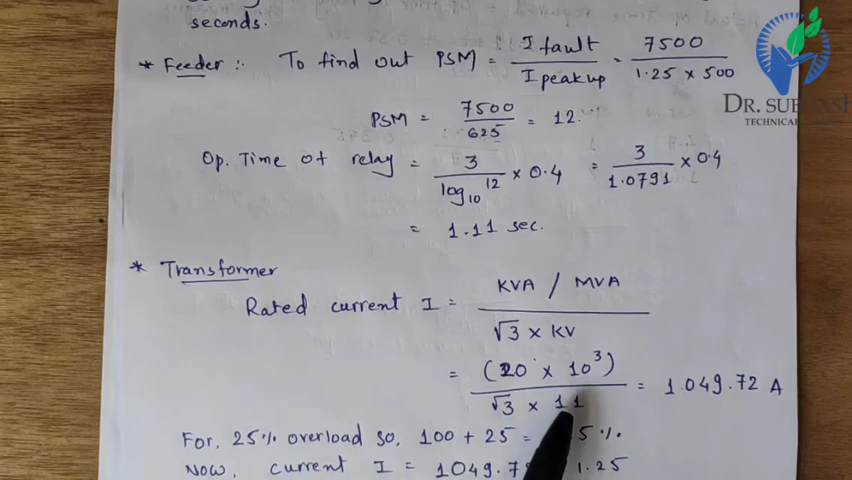 seconds.
* Feeder :- To find out PSM = I fault / I peakup = 7500 / 1.25 x 500
PSM = 7500 / 625 = 12.
Op. Time of relay = 3 / log10 12 x 0.4 = 3 / 1.0791 x 0.4
= 1.11 sec.
* Transformer
Rated current I = KVA / MVA / √3 x KV
= (20 x 10³) / √3 x 11 = 1049.72 A
For, 25% overload so, 100 + 25 = 5%
Now, current I = 1049.7 1.25
DR. SUB
TECHNICAL